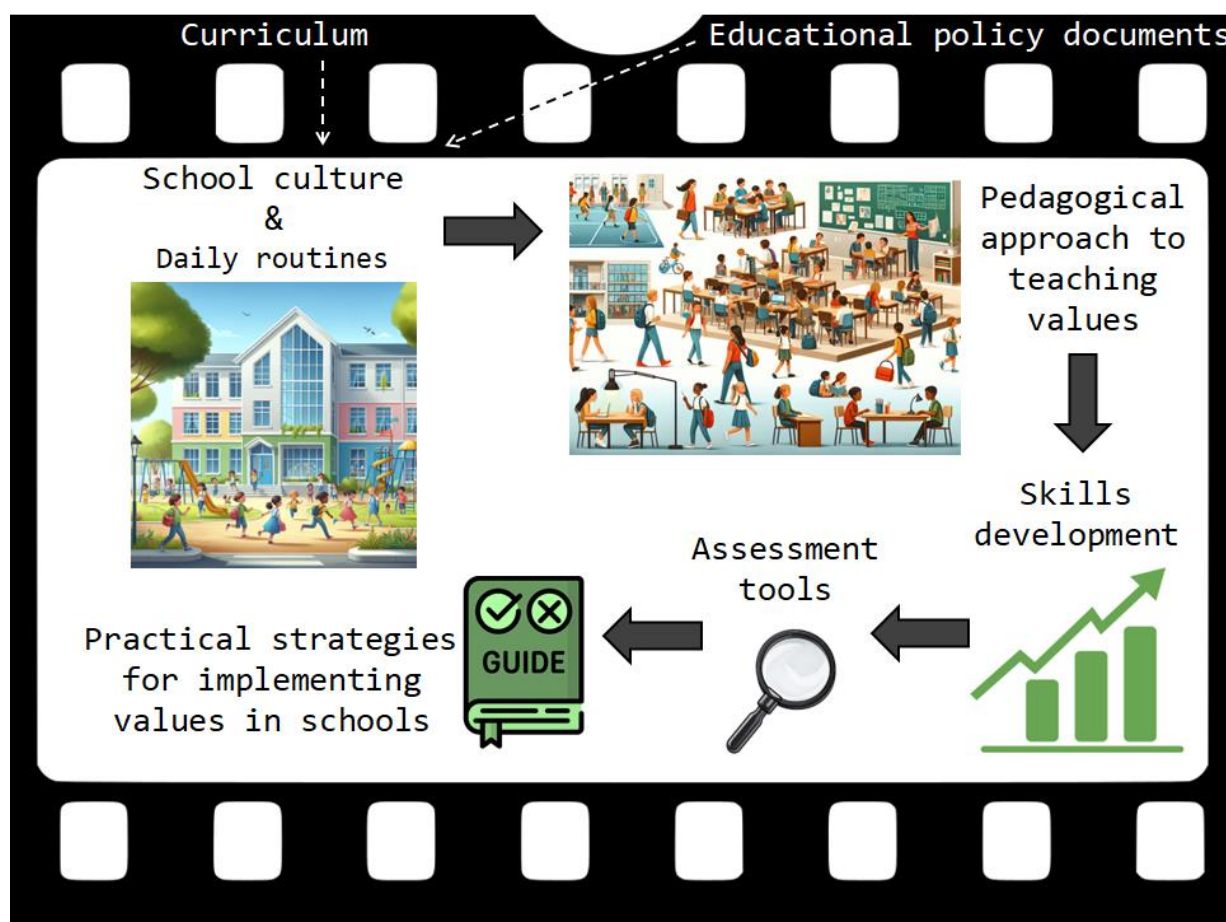 Curriculum
Educational policy documents
School culture
&
Daily routines
Pedagogical
approach to
teaching
values
Skills
development
Assessment
tools
GUIDE
Practical strategies
for implementing
values in schools